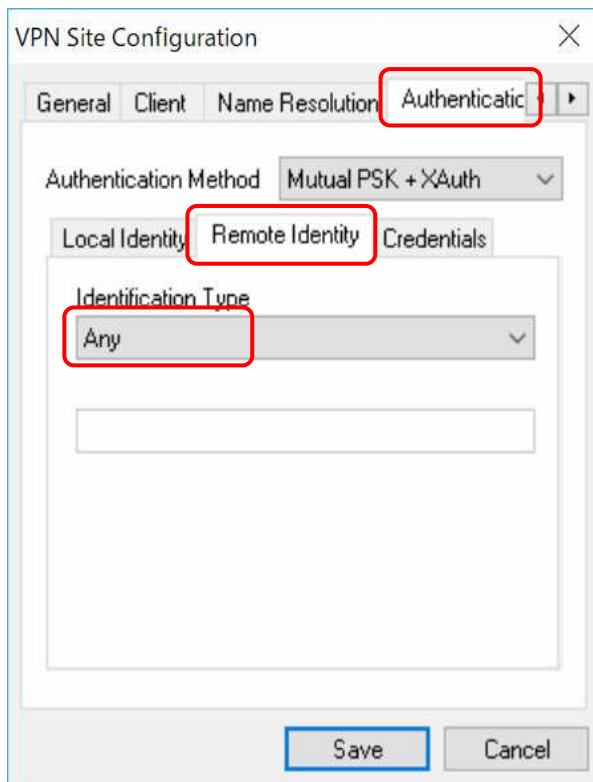 VPN Site Configuration
General Client Name Resolution Authenticatic
Authentication Method Mutual PSK + XAuth
Local Identity Remote Identity Credentials
Identification Type
Any
Save Cancel